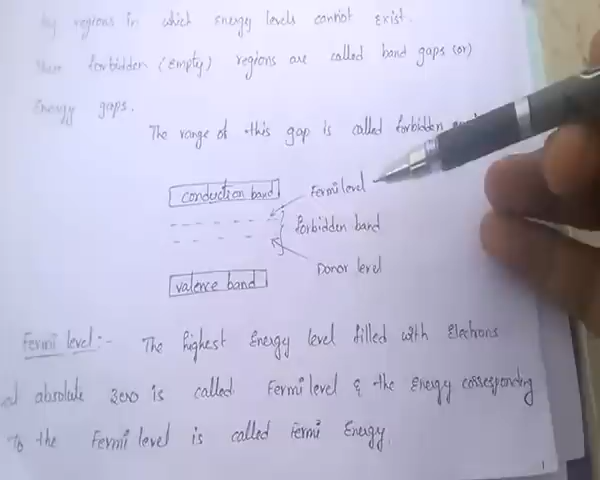 by regions in which energy levels cannot exist.
forbidden (empty) regions are called band gaps (or)
Energy gaps.
The range of this gap is called forbidden
conduction band
Fermi level
forbidden band
Donor level
valence band
Fermi level :- The highest Energy level filled with Electrons
absolute zero is called Fermi level & the Energy corresponding
To the Fermi level is called Fermi Energy.